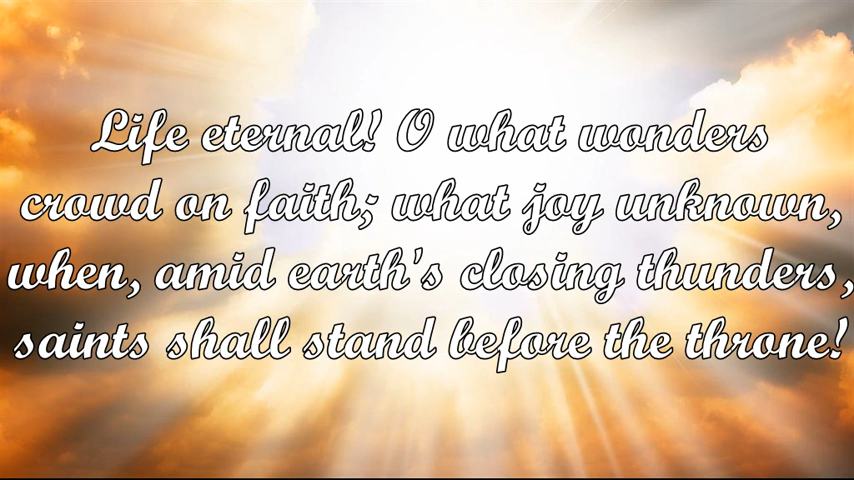 Life eternal! O what wonders
crowd on faith; what joy unknown,
when, amid earth's closing thunders,
saints shall stand before the throne!